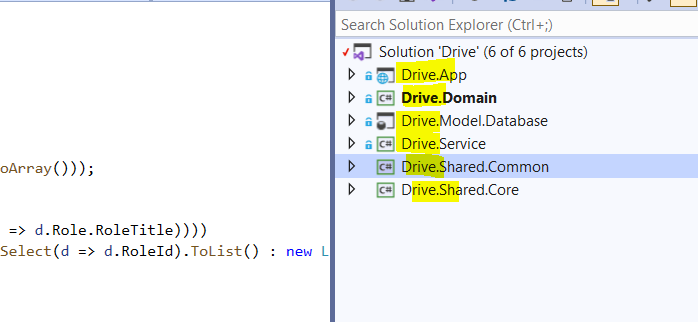 Search Solution Explorer (Ctrl+;)
Solution 'Drive' (6 of 6 projects)
Drive.App
C# Drive.Domain
Drive.Model.Database
C# Drive.Service
C# Drive.Shared.Common
C# Drive.Shared.Core
oArray()));
=> d.Role.RoleTitle))))
Select(d => d.RoleId).ToList() : new L